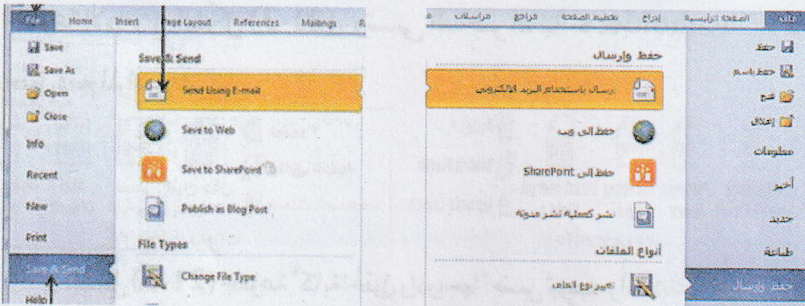 File Home Insert Page Layout References Mailings
Save
Save As
Open
Close
Info
Recent
New
Print
Save & Send
Help
Save & Send
Send Using E-mail
Save to Web
Save to SharePoint
Publish as Blog Post
File Types
Change File Type
ملف الصفحة الرئيسية إدراج تخطيط الصفحة مراجع مراسلات
حفظ
حفظ باسم
فتح
إغلاق
معلومات
أخير
جديد
طباعة
حفظ وإرسال
حفظ وإرسال
إرسال باستخدام البريد الإلكتروني
حفظ إلى ويب
حفظ إلى SharePoint
نشر كعملية نشر مدونة
أنواع الملفات
تغيير نوع الملف